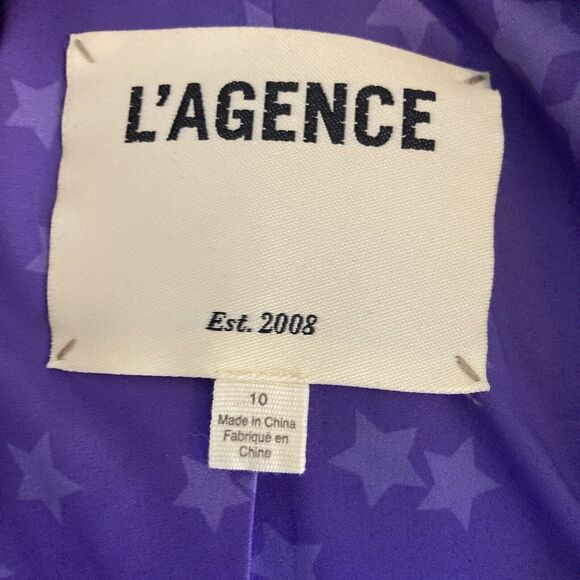 L'AGENCE
Est. 2008
10
Made in China
Fabriqué en
Chine